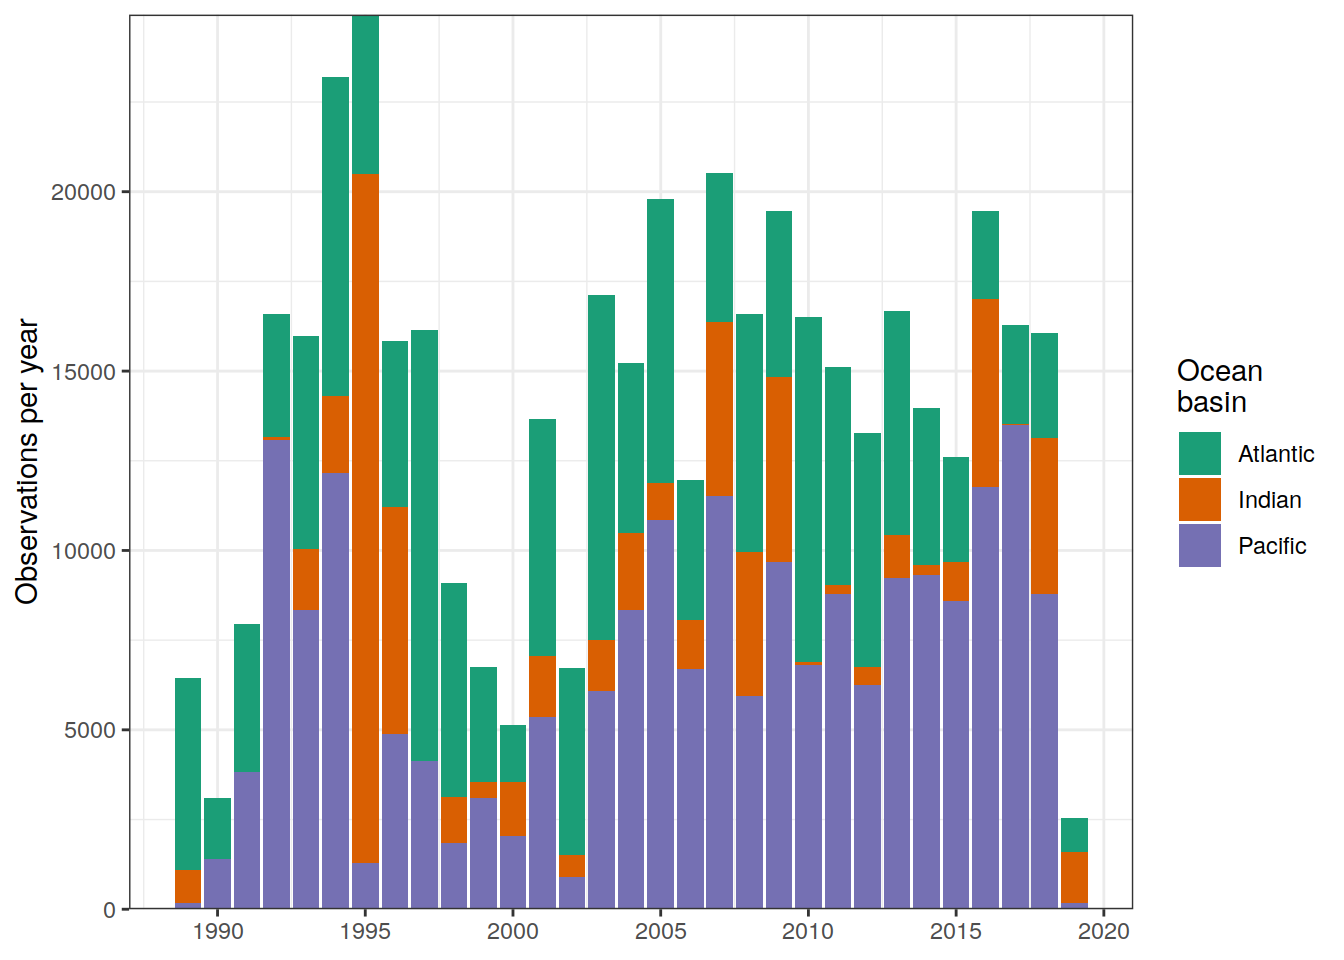 Observations per year
20000
15000
10000
5000
0
1990 1995 2000 2005 2010 2015 2020
Ocean
basin
Atlantic
Indian
Pacific